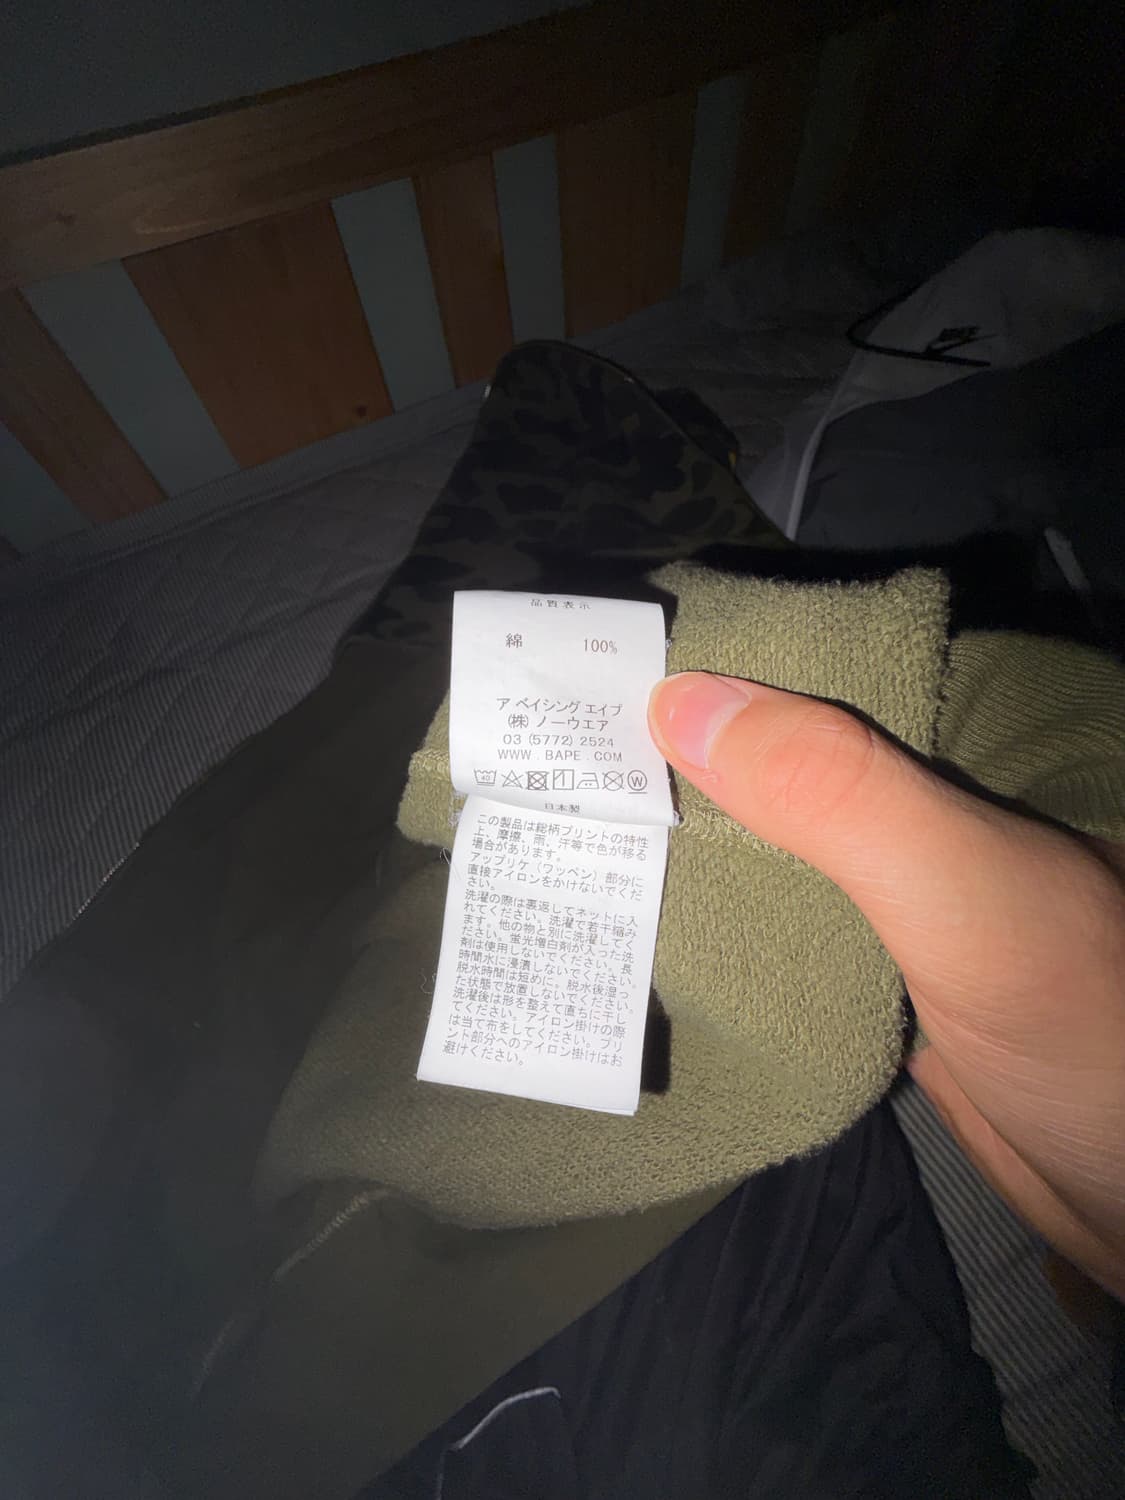 品質表示
綿 100%
ア ベイシング エイプ
(株) ノーウエア
03 (5772) 2524
WWW.BAPE.COM
40
W
日本製
この製品は総柄プリントの特性
上、摩擦、雨、汗等で色が移る
場合があります。
アップリケ（ワッペン）部分に
直接アイロンをかけないでくだ
さい。
洗濯の際は裏返してネットに入
れてください。洗濯で若干縮み
ます。他の物と別に洗濯してく
ださい。蛍光増白剤が入った洗
剤は使用しないでください。長
時間水に浸漬しないでください。
脱水時間は短めに。脱水後湿っ
た状態で放置しないで直ちに干し
洗濯後は形を整えて
てください。アイロン掛けの際
は当て布をしてください。プリ
ント部分へのアイロン掛けはお
避けください。